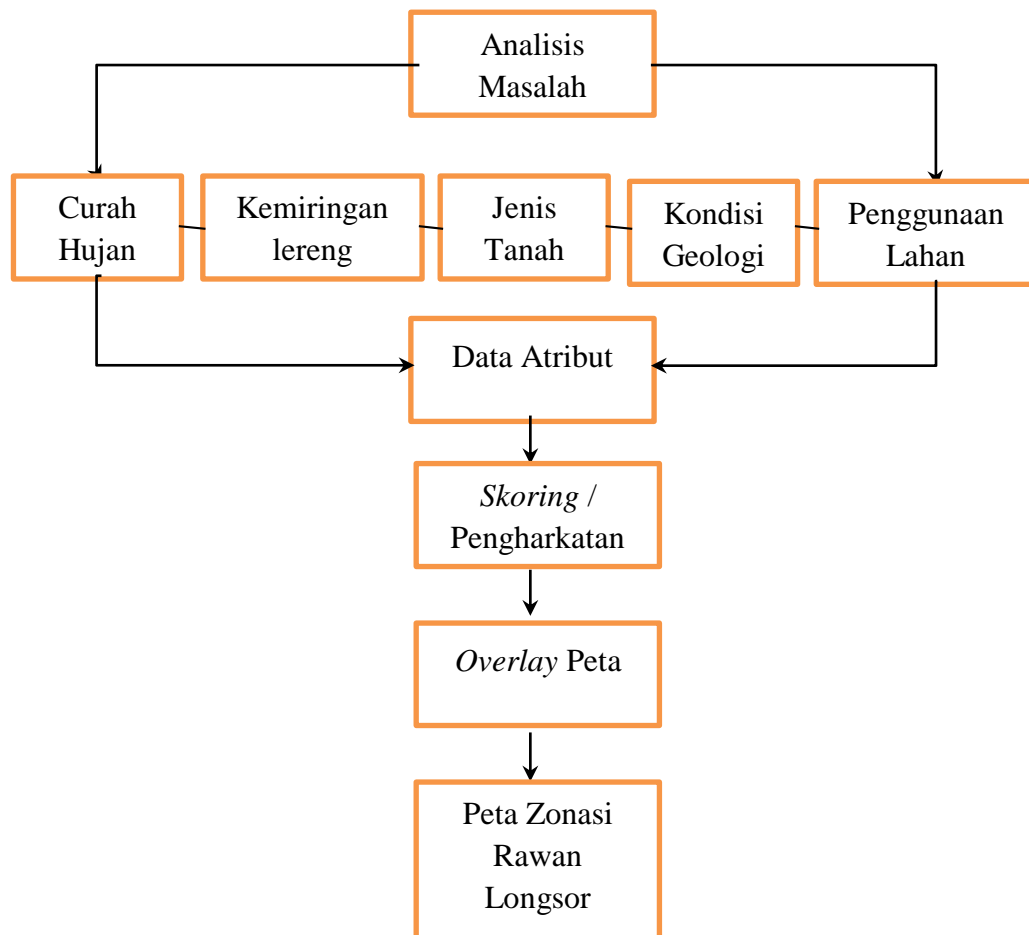 Analisis
Masalah
Curah
Hujan
Kemiringan
lereng
Jenis
Tanah
Kondisi
Geologi
Penggunaan
Lahan
Data Atribut
Skoring /
Pengharkatan
Overlay Peta
Peta Zonasi
Rawan
Longsor